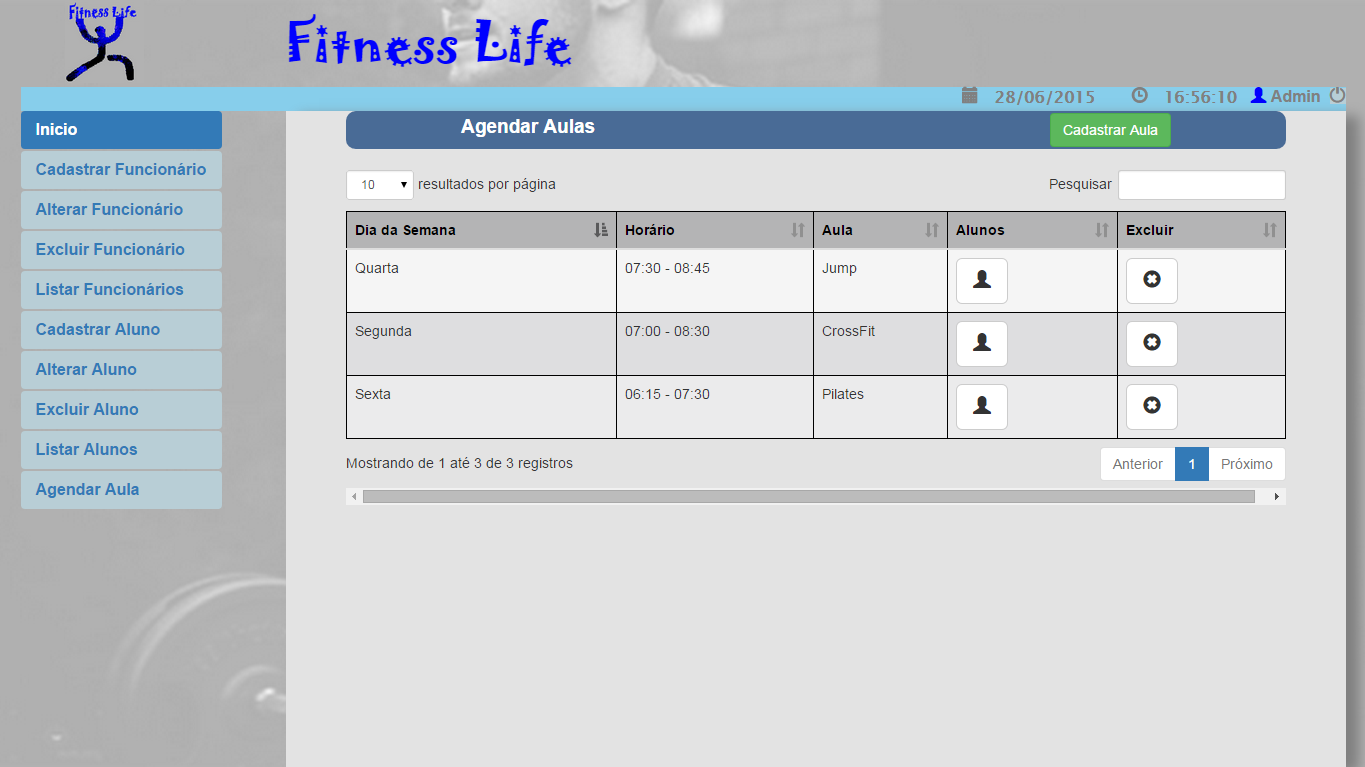 Fitness Life
Fitness Life
28/06/2015 16:56:10 Admin
Inicio
Cadastrar Funcionário
Alterar Funcionário
Excluir Funcionário
Listar Funcionários
Cadastrar Aluno
Alterar Aluno
Excluir Aluno
Listar Alunos
Agendar Aula
Agendar Aulas Cadastrar Aula
10 resultados por página Pesquisar
Dia da Semana Horário Aula Alunos Excluir
Quarta 07:30 - 08:45 Jump
Segunda 07:00 - 08:30 CrossFit
Sexta 06:15 - 07:30 Pilates
Mostrando de 1 até 3 de 3 registros Anterior 1 Próximo